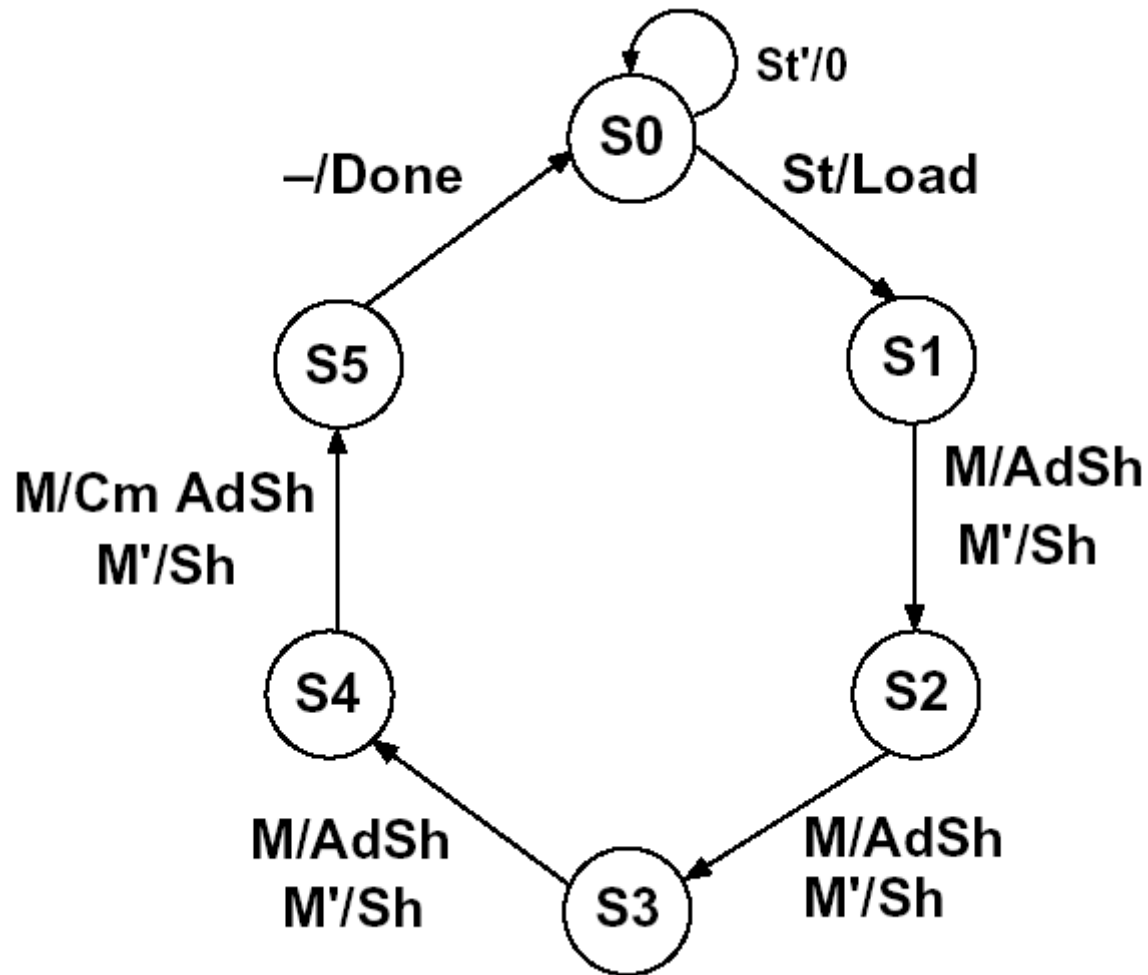 St'/0
S0
–/Done
St/Load
S5
S1
M/Cm AdSh
M'/Sh
M/AdSh
M'/Sh
S4
S2
M/AdSh
M'/Sh
M/AdSh
M'/Sh
S3